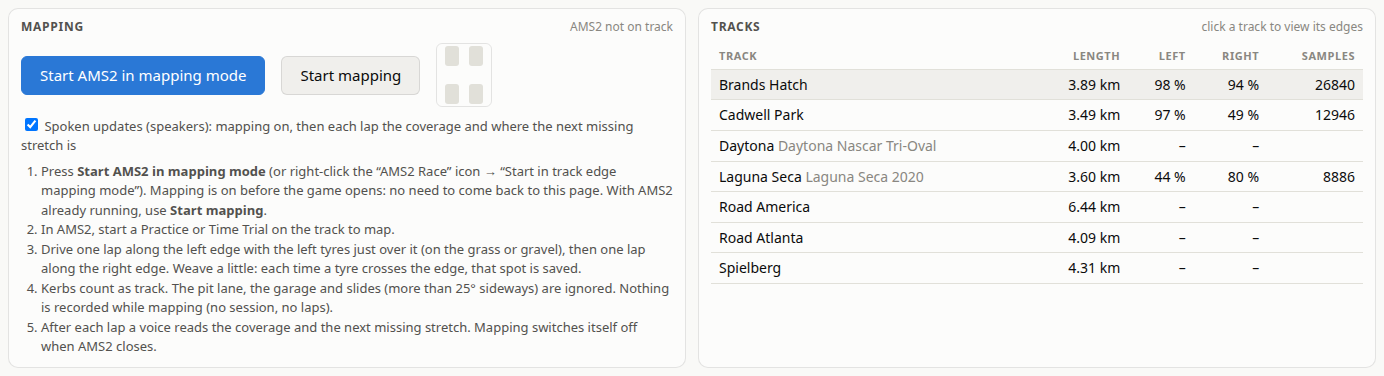 MAPPING
AMS2 not on track
Start AMS2 in mapping mode
Start mapping
Spoken updates (speakers): mapping on, then each lap the coverage and where the next missing
stretch is
1. Press Start AMS2 in mapping mode (or right-click the “AMS2 Race” icon → “Start in track edge
mapping mode”). Mapping is on before the game opens: no need to come back to this page. With AMS2
already running, use Start mapping.
2. In AMS2, start a Practice or Time Trial on the track to map.
3. Drive one lap along the left edge with the left tyres just over it (on the grass or gravel), then one lap
along the right edge. Weave a little: each time a tyre crosses the edge, that spot is saved.
4. Kerbs count as track. The pit lane, the garage and slides (more than 25° sideways) are ignored. Nothing
is recorded while mapping (no session, no laps).
5. After each lap a voice reads the coverage and the next missing stretch. Mapping switches itself off
when AMS2 closes.
TRACKS
click a track to view its edges
TRACK LENGTH LEFT RIGHT SAMPLES
Brands Hatch 3.89 km 98 % 94 % 26840
Cadwell Park 3.49 km 97 % 49 % 12946
Daytona Daytona Nascar Tri-Oval 4.00 km – –
Laguna Seca Laguna Seca 2020 3.60 km 44 % 80 % 8886
Road America 6.44 km – –
Road Atlanta 4.09 km – –
Spielberg 4.31 km – –